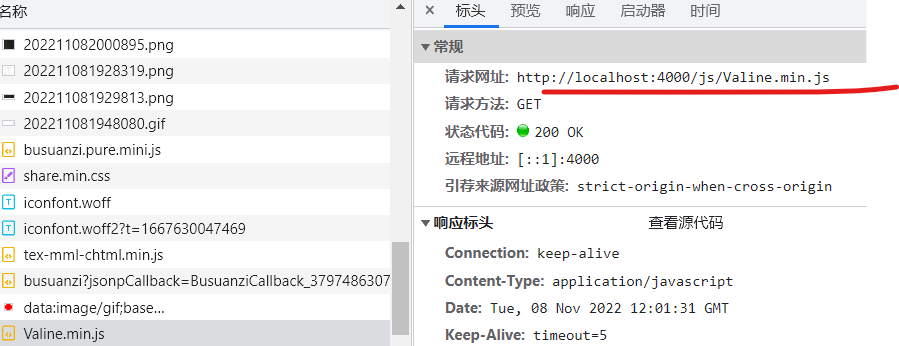 名称
202211082000895.png
202211081928319.png
202211081929813.png
202211081948080.gif
busuanzi.pure.mini.js
share.min.css
iconfont.woff
iconfont.woff2?t=1667630047469
tex-mml-chtml.min.js
busuanzi?jsonpCallback=BusuanziCallback_3797486307
data:image/gif;base...
Valine.min.js
× 标头 预览 响应 启动器 时间
常规
请求网址: http://localhost:4000/js/Valine.min.js
请求方法: GET
状态代码: 200 OK
远程地址: [::1]:4000
引荐来源网址政策: strict-origin-when-cross-origin
响应标头 查看源代码
Connection: keep-alive
Content-Type: application/javascript
Date: Tue, 08 Nov 2022 12:01:31 GMT
Keep-Alive: timeout=5